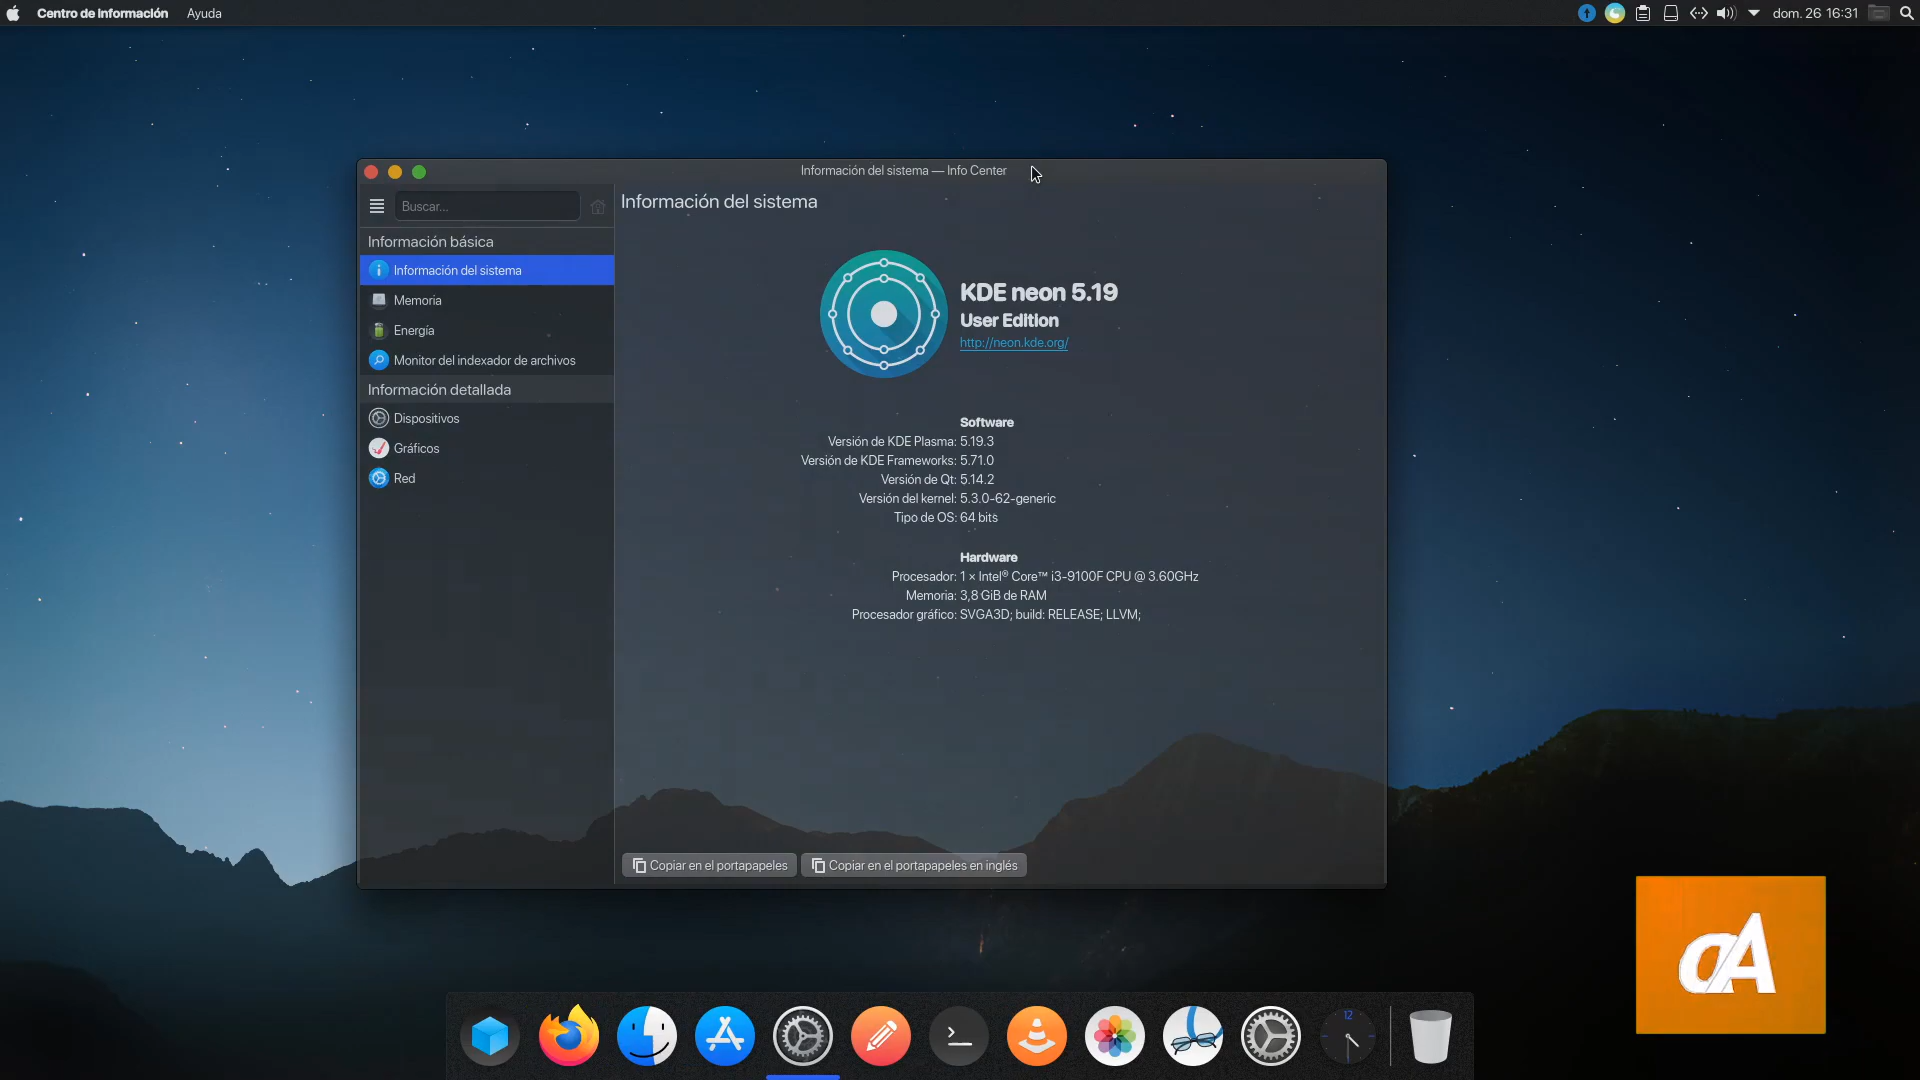 Centro de información
Ayuda
dom. 26 16:31
Información del sistema — Info Center
Buscar...
Información del sistema
Información básica
Información del sistema
Memoria
Energía
Monitor del indexador de archivos
Información detallada
Dispositivos
Gráficos
Red
KDE neon 5.19
User Edition
http://neon.kde.org/
Software
Versión de KDE Plasma: 5.19.3
Versión de KDE Frameworks: 5.71.0
Versión de Qt: 5.14.2
Versión del kernel: 5.3.0-62-generic
Tipo de OS: 64 bits
Hardware
Procesador: 1 × Intel® Core™ i3-9100F CPU @ 3.60GHz
Memoria: 3,8 GiB de RAM
Procesador gráfico: SVGA3D; build: RELEASE; LLVM;
Copiar en el portapapeles
Copiar en el portapapeles en inglés
12